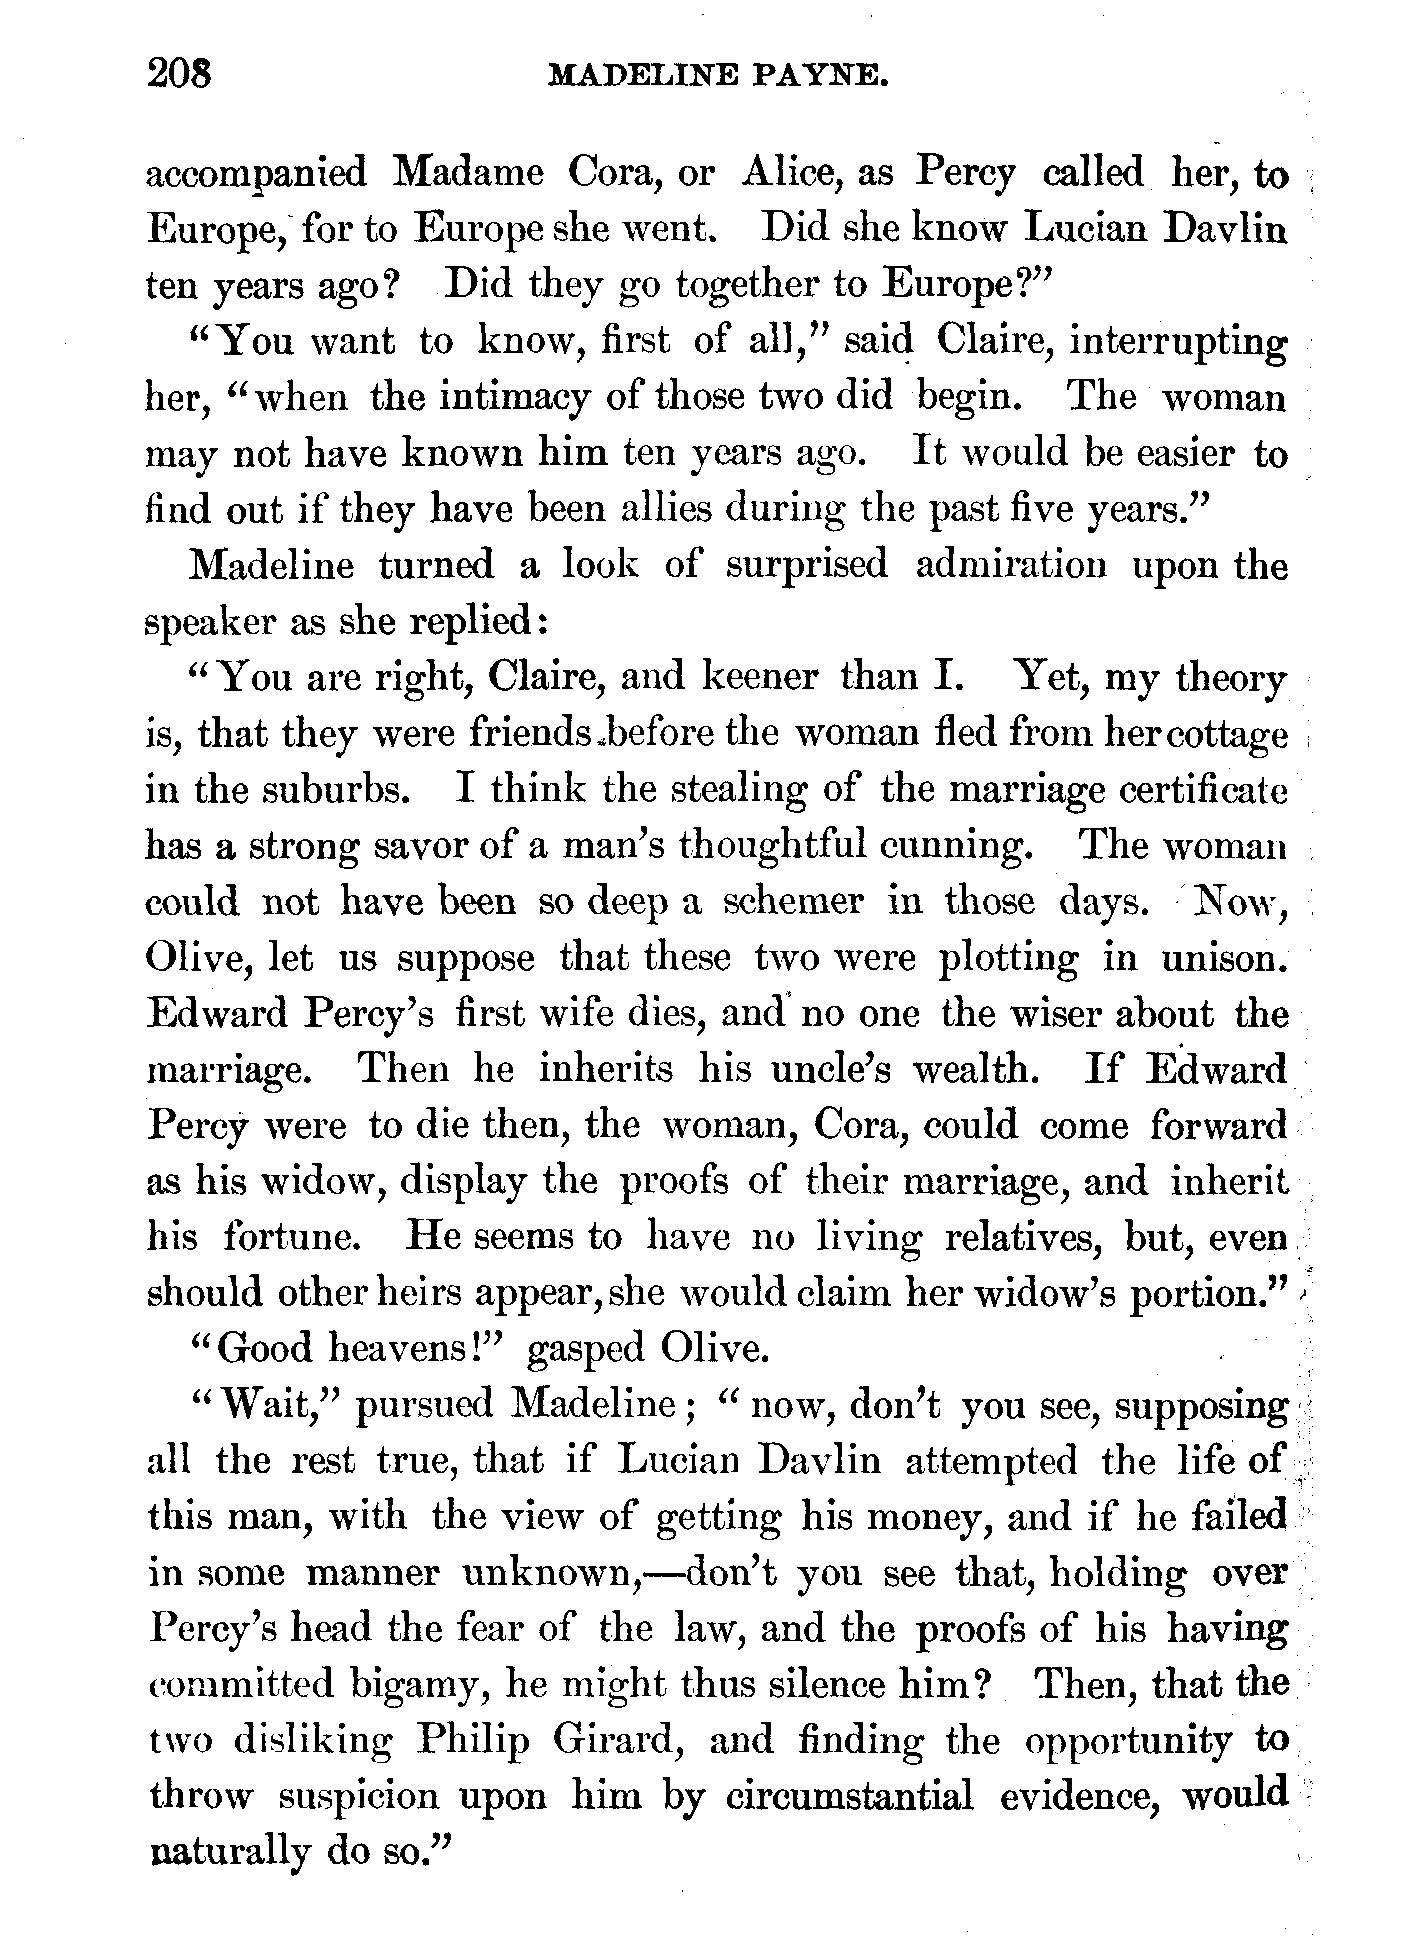 208 MADELINE PAYNE.
accompanied Madame Cora, or Alice, as Percy called her, to
Europe, for to Europe she went. Did she know Lucian Davlin
ten years ago? Did they go together to Europe?”
“You want to know, first of all,” said Claire, interrupting
her, “when the intimacy of those two did begin. The woman
may not have known him ten years ago. It would be easier to
find out if they have been allies during the past five years.”
Madeline turned a look of surprised admiration upon the
speaker as she replied:
“You are right, Claire, and keener than I. Yet, my theory
is, that they were friends before the woman fled from her cottage
in the suburbs. I think the stealing of the marriage certificate
has a strong savor of a man’s thoughtful cunning. The woman
could not have been so deep a schemer in those days. Now,
Olive, let us suppose that these two were plotting in unison.
Edward Percy’s first wife dies, and no one the wiser about the
marriage. Then he inherits his uncle’s wealth. If Edward
Percy were to die then, the woman, Cora, could come forward
as his widow, display the proofs of their marriage, and inherit
his fortune. He seems to have no living relatives, but, even
should other heirs appear, she would claim her widow’s portion.”
“Good heavens!” gasped Olive.
“Wait,” pursued Madeline; “now, don’t you see, supposing
all the rest true, that if Lucian Davlin attempted the life of
this man, with the view of getting his money, and if he failed
in some manner unknown,—don’t you see that, holding over
Percy’s head the fear of the law, and the proofs of his having
committed bigamy, he might thus silence him? Then, that the
two disliking Philip Girard, and finding the opportunity to
throw suspicion upon him by circumstantial evidence, would
naturally do so.”